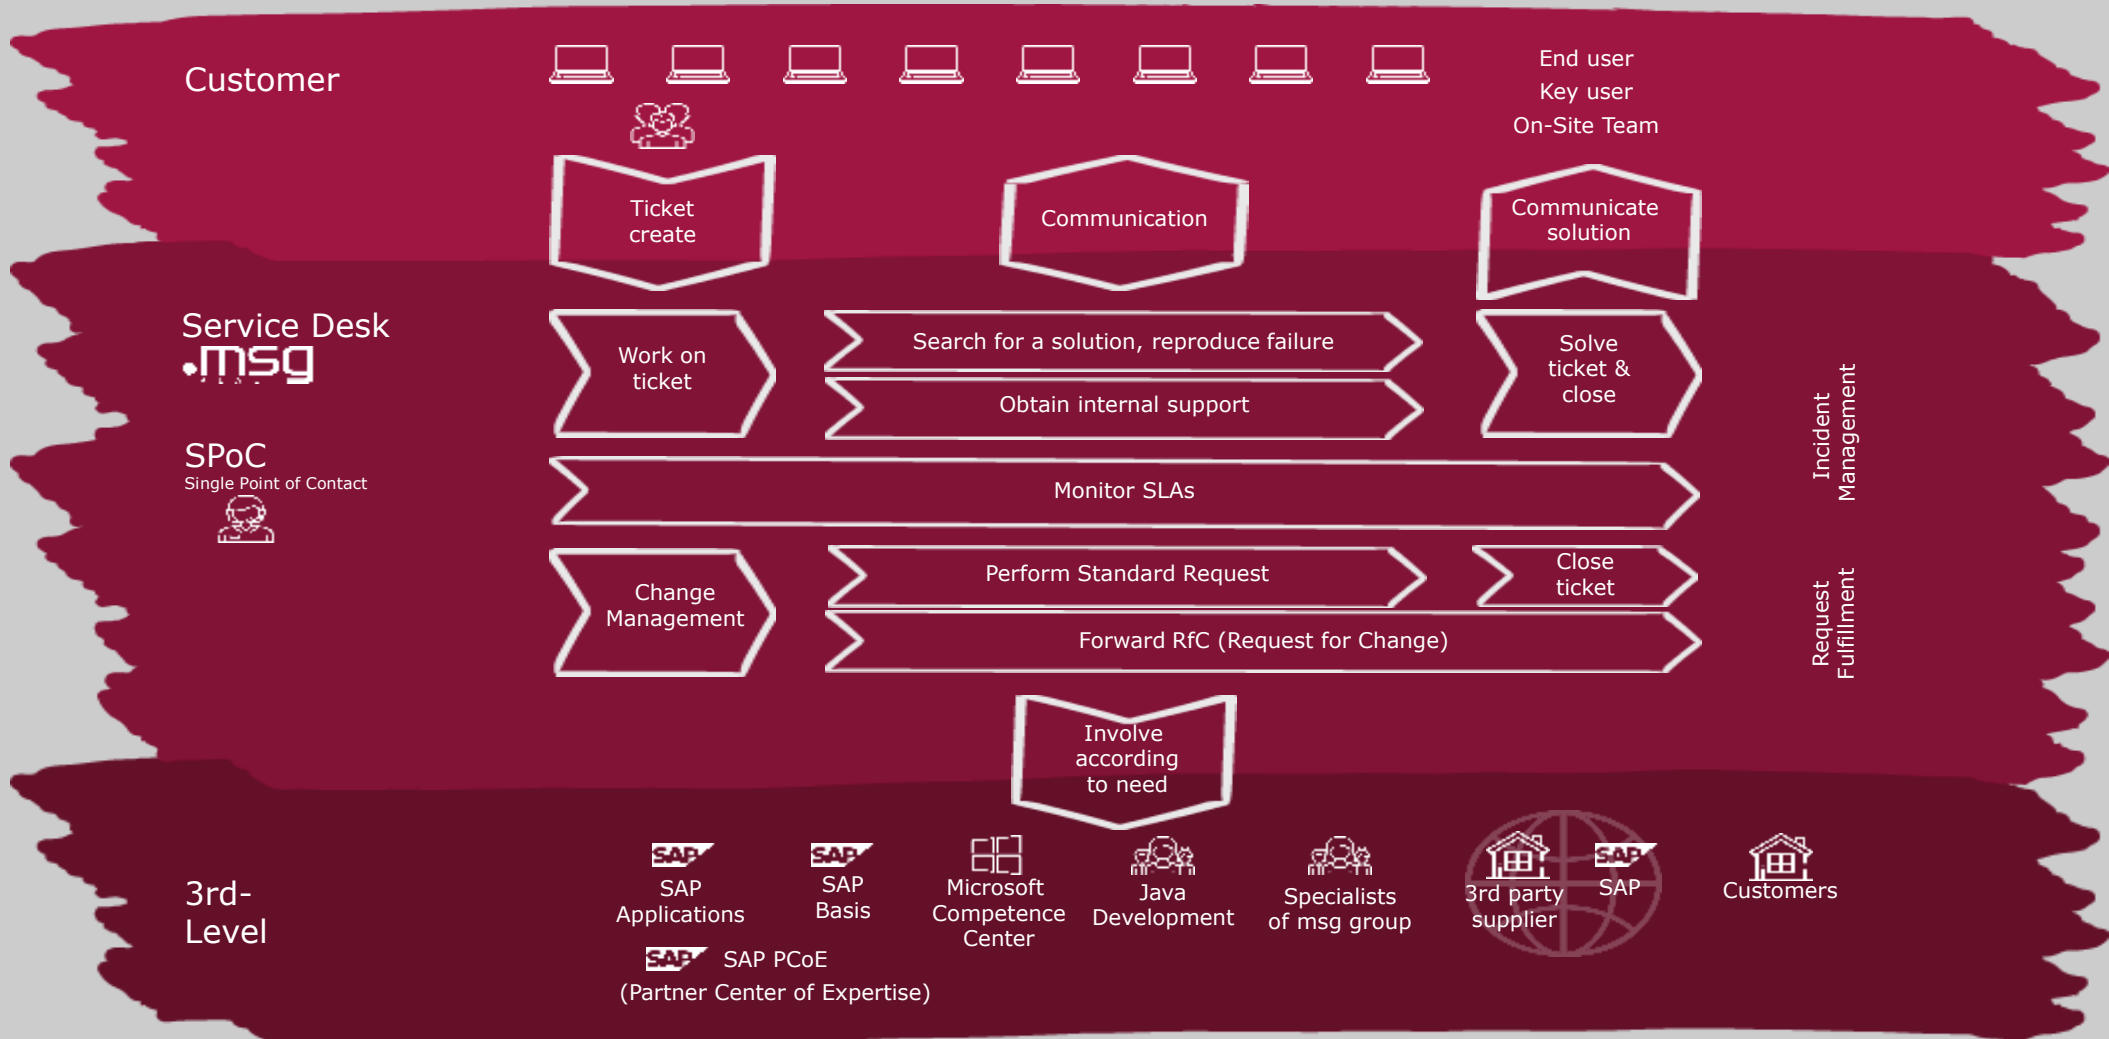 Customer
End user
Key user
On-Site Team
Ticket
create
Communication
Communicate
solution
Service Desk
.msg
Work on
ticket
Search for a solution, reproduce failure
Obtain internal support
Solve
ticket &
close
Incident
Management
SPoC
Single Point of Contact
Monitor SLAs
Change
Management
Perform Standard Request
Close
ticket
Forward RfC (Request for Change)
Request
Fulfillment
Involve
according
to need
3rd-
Level
SAP
SAP
Applications
SAP
SAP
Basis
Microsoft
Competence
Center
Java
Development
Specialists
of msg group
3rd party
supplier
SAP
SAP
Customers
SAP
SAP PCoE
(Partner Center of Expertise)